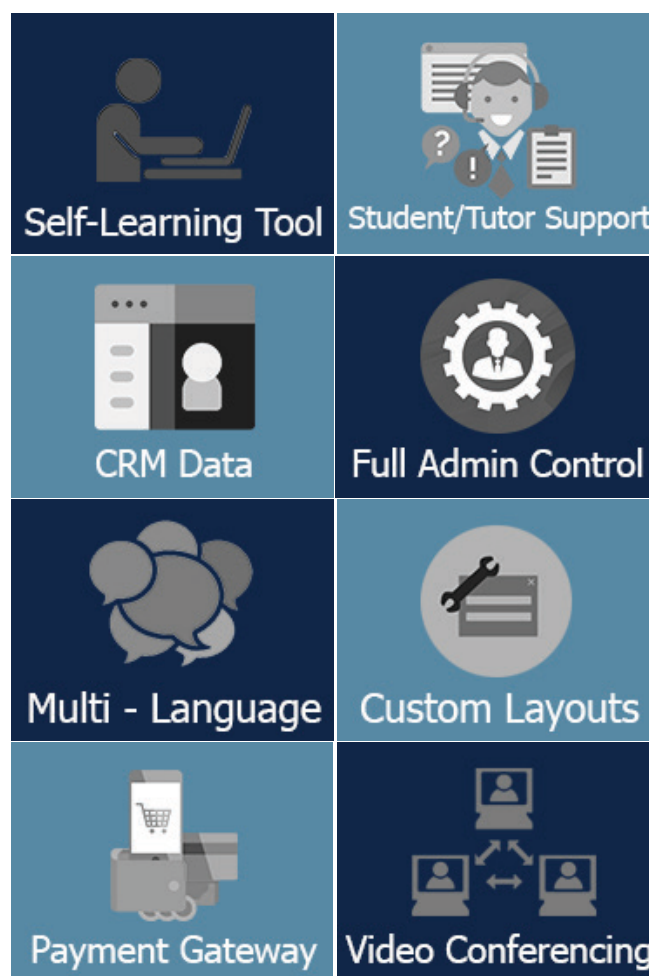 Self-Learning Tool
Student/Tutor Support
CRM Data
Full Admin Control
Multi - Language
Custom Layouts
Payment Gateway
Video Conferencing